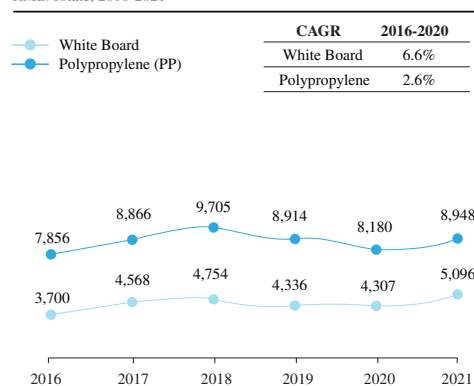 CAGR 2016-2020
White Board 6.6%
Polypropylene 2.6%
White Board
Polypropylene (PP)
7,856 8,866 9,705 8,914 8,180 8,948
3,700 4,568 4,754 4,336 4,307 5,096
2016 2017 2018 2019 2020 2021